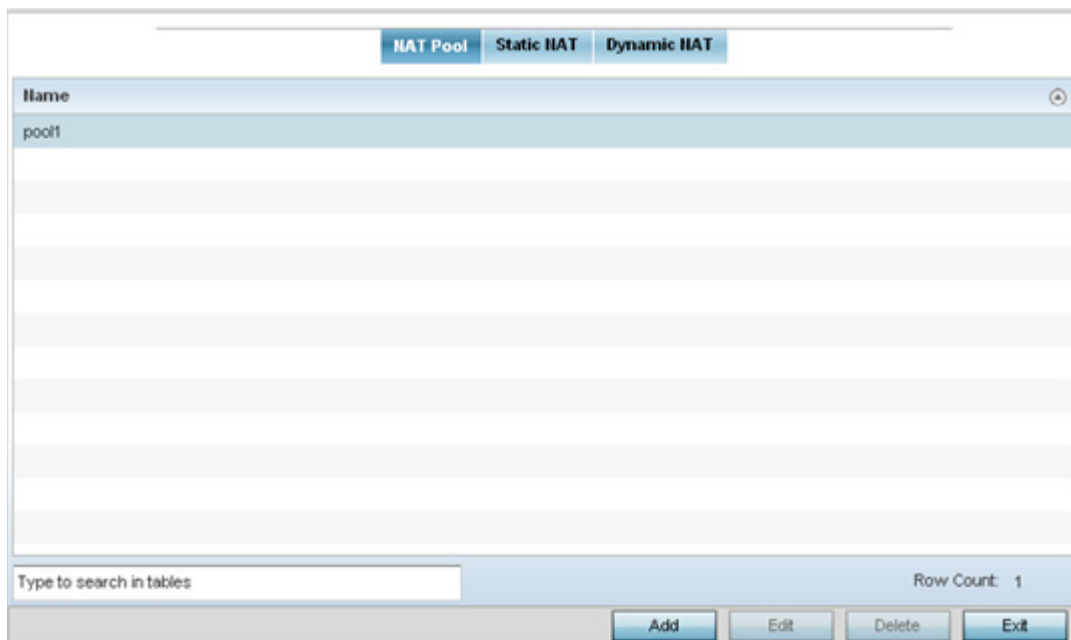 NAT Pool Static NAT Dynamic NAT
Name
pool1
Type to search in tables Row Count: 1
Add Edit Delete Exit